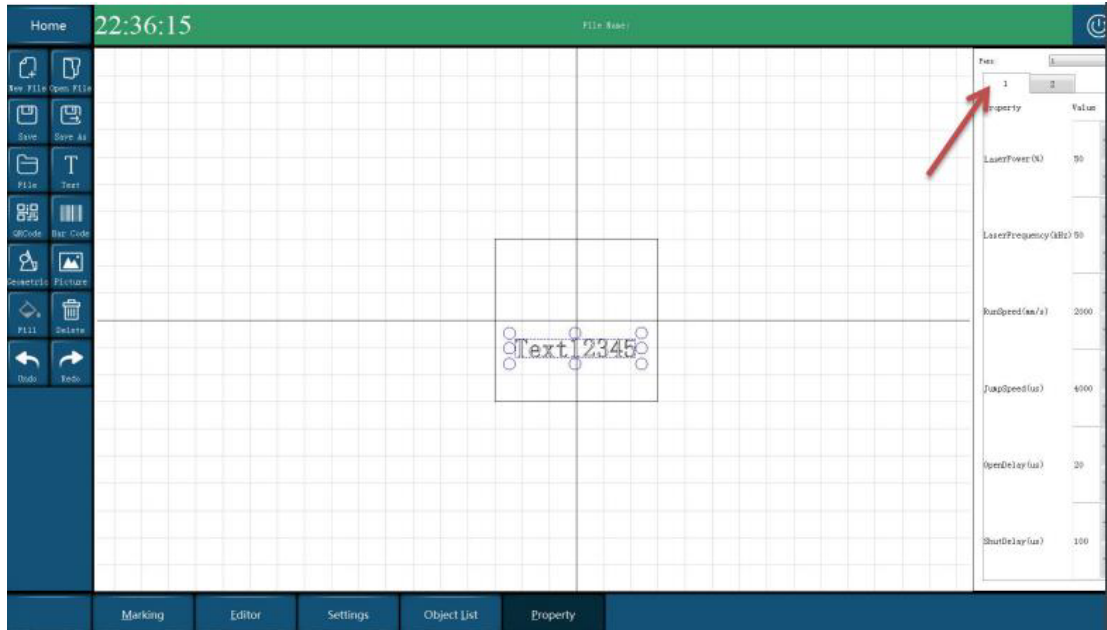 Home
22:36:15
File Name:
New File Open File
Save Save As
File Text
QRCode Bar Code
Geometric Picture
Fill Delete
Undo Redo
Text12345
1
1 2
Property Value
LaserPower(%) 50
LaserFrequency(kHz) 50
RunSpeed(mm/s) 2000
JumpSpeed(us) 4000
OpenDelay(us) 20
ShutDelay(us) 100
Marking Editor Settings Object List Property